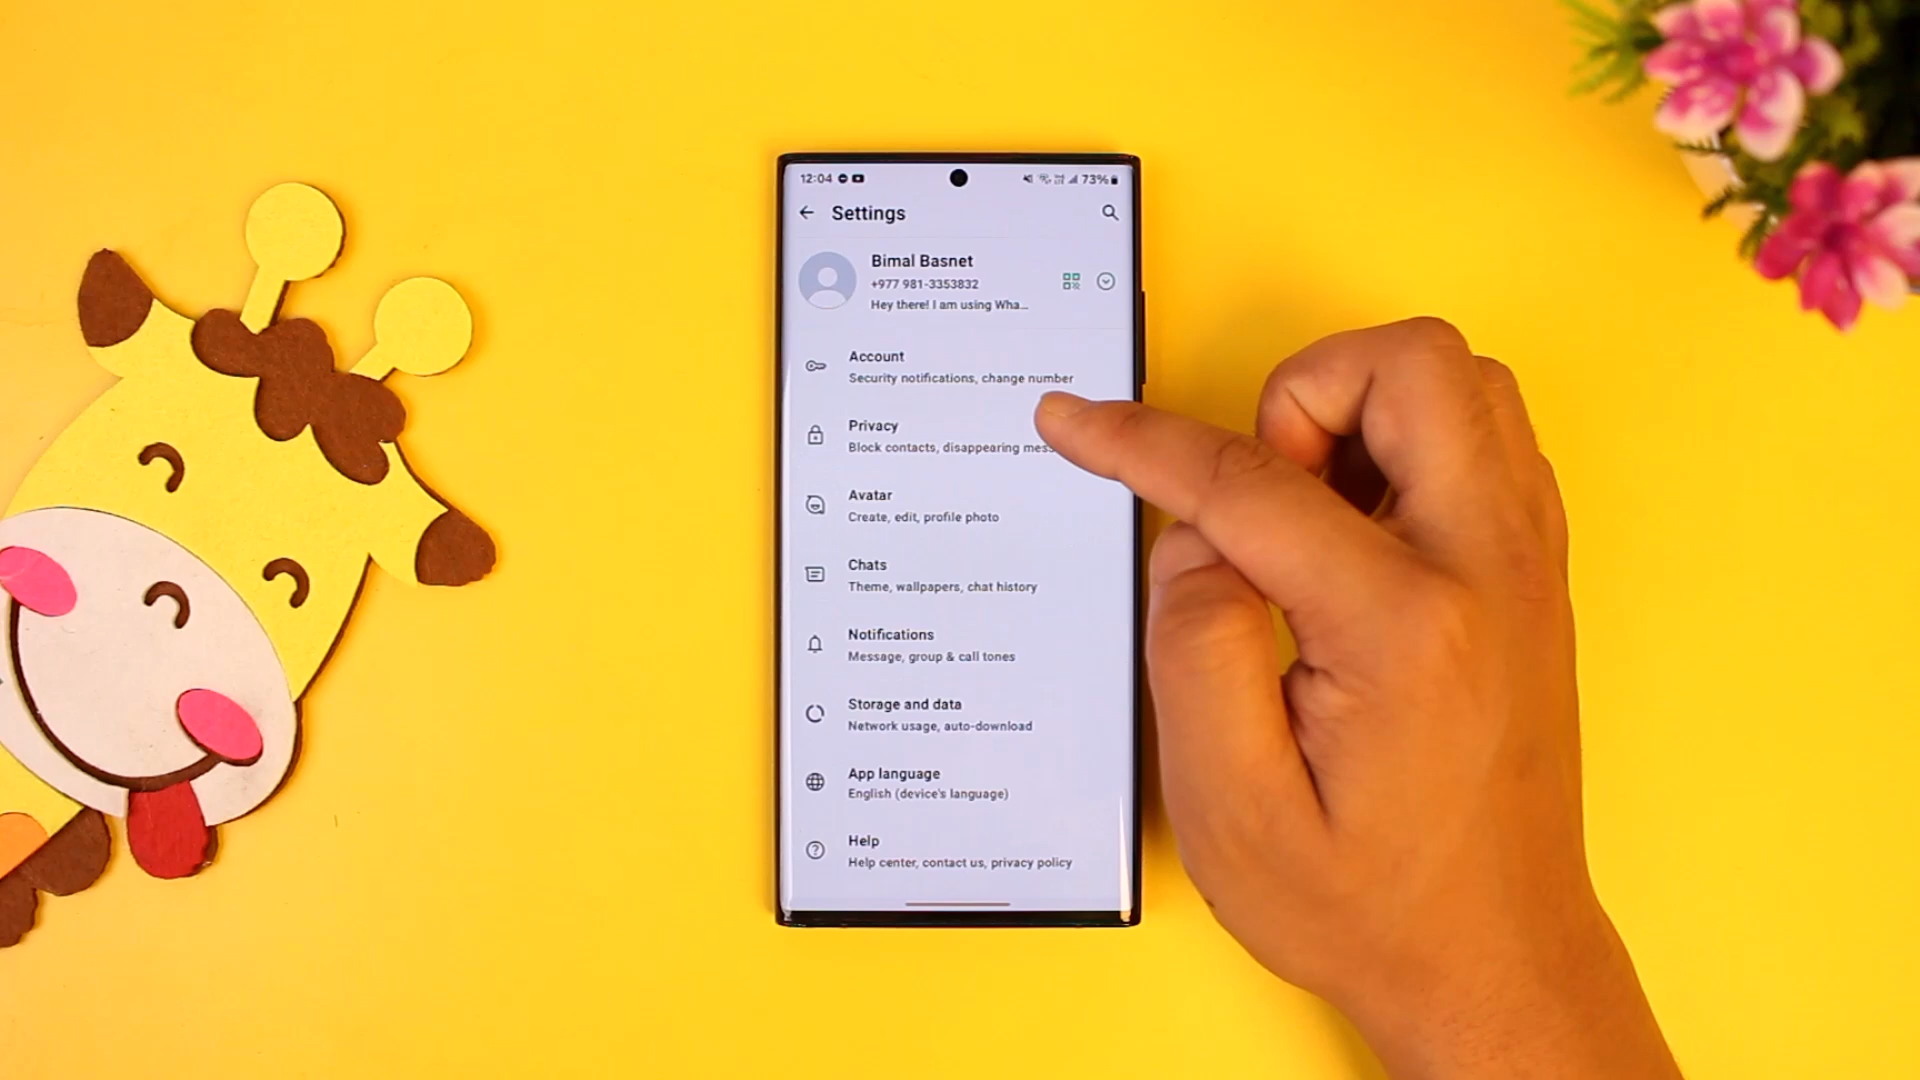 12:04
73%
Settings
Bimal Basnet
+977 981-3353832
Hey there! I am using Wha...
Account
Security notifications, change number
Privacy
Block contacts, disappearing mess
Avatar
Create, edit, profile photo
Chats
Theme, wallpapers, chat history
Notifications
Message, group & call tones
Storage and data
Network usage, auto-download
App language
English (device's language)
Help
Help center, contact us, privacy policy